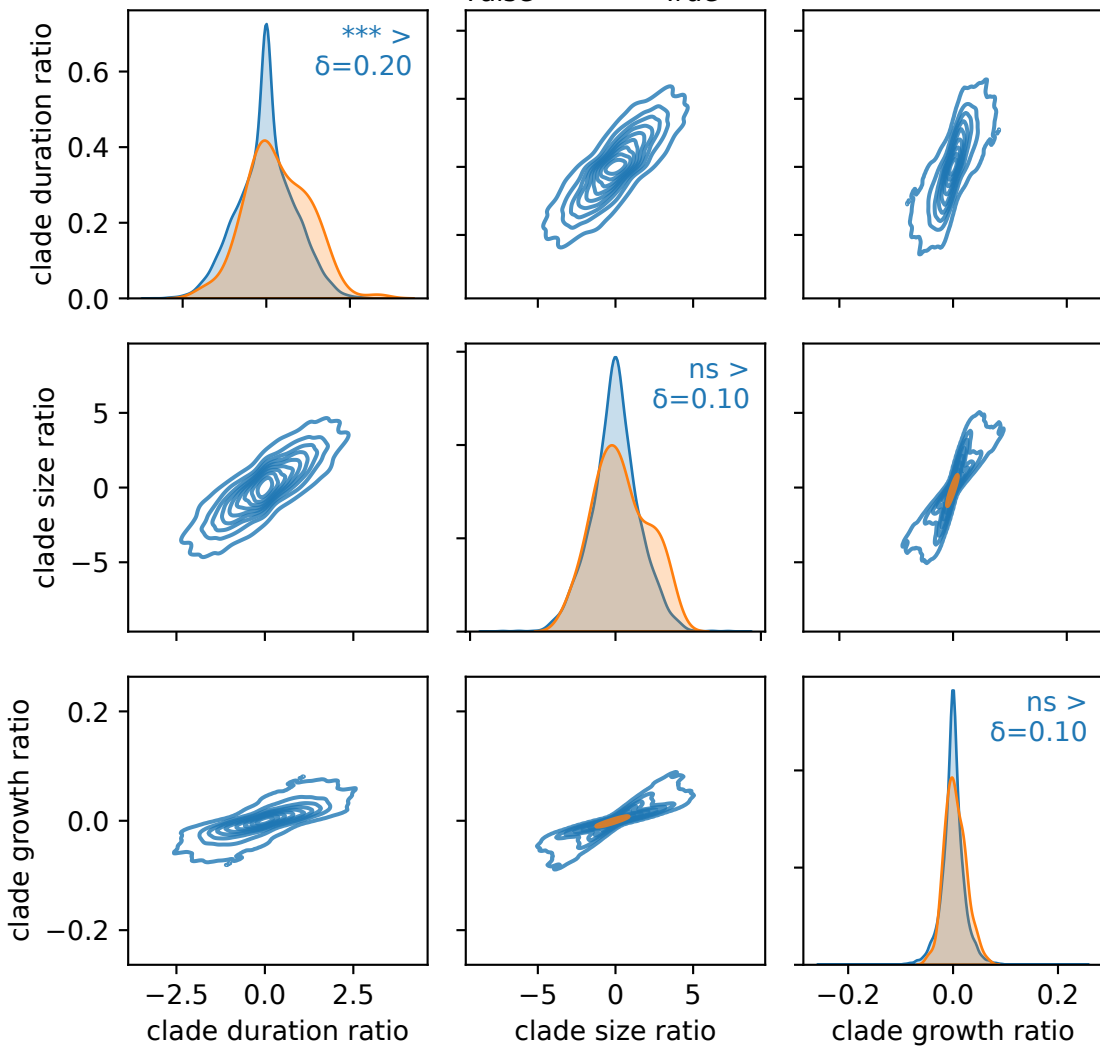 clade duration ratio
0.6
0.4
0.2
0.0
*** >
δ=0.20
clade size ratio
5
0
−5
ns >
δ=0.10
clade growth ratio
0.2
0.0
−0.2
ns >
δ=0.10
−2.5 0.0 2.5
−5 0 5
−0.2 0.0 0.2
clade duration ratio
clade size ratio
clade growth ratio